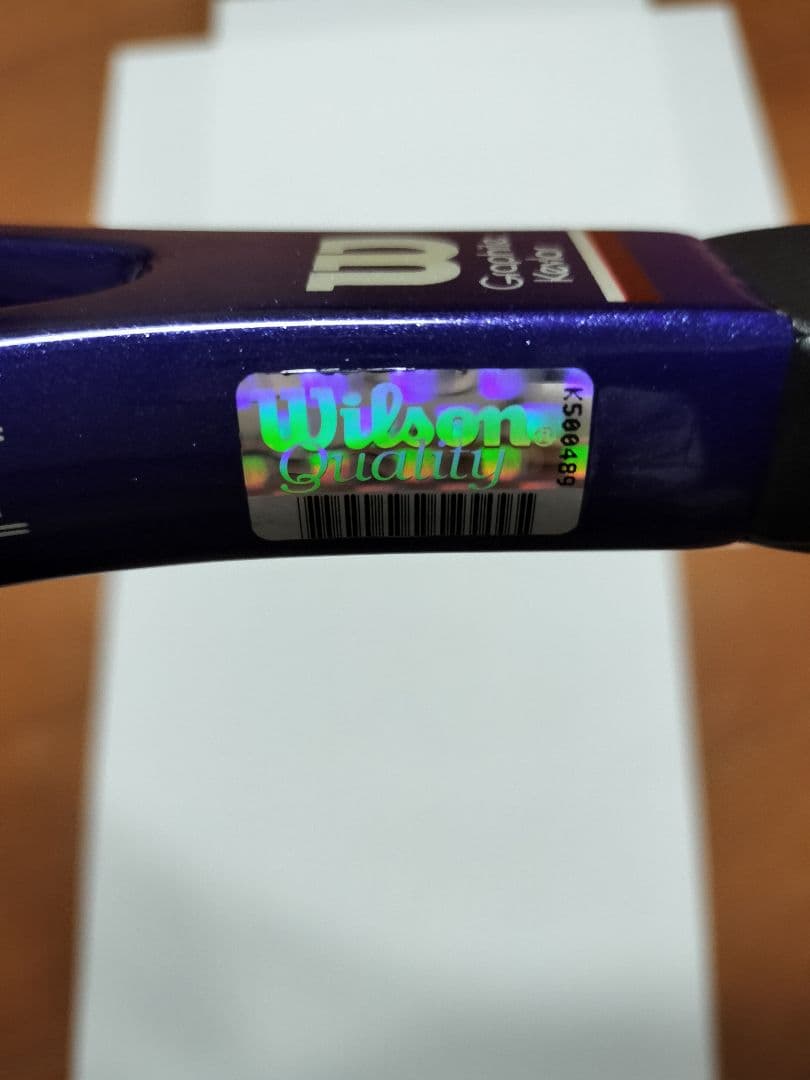 W
Graphite
Kevlar
Wilson®
Quality
K500489